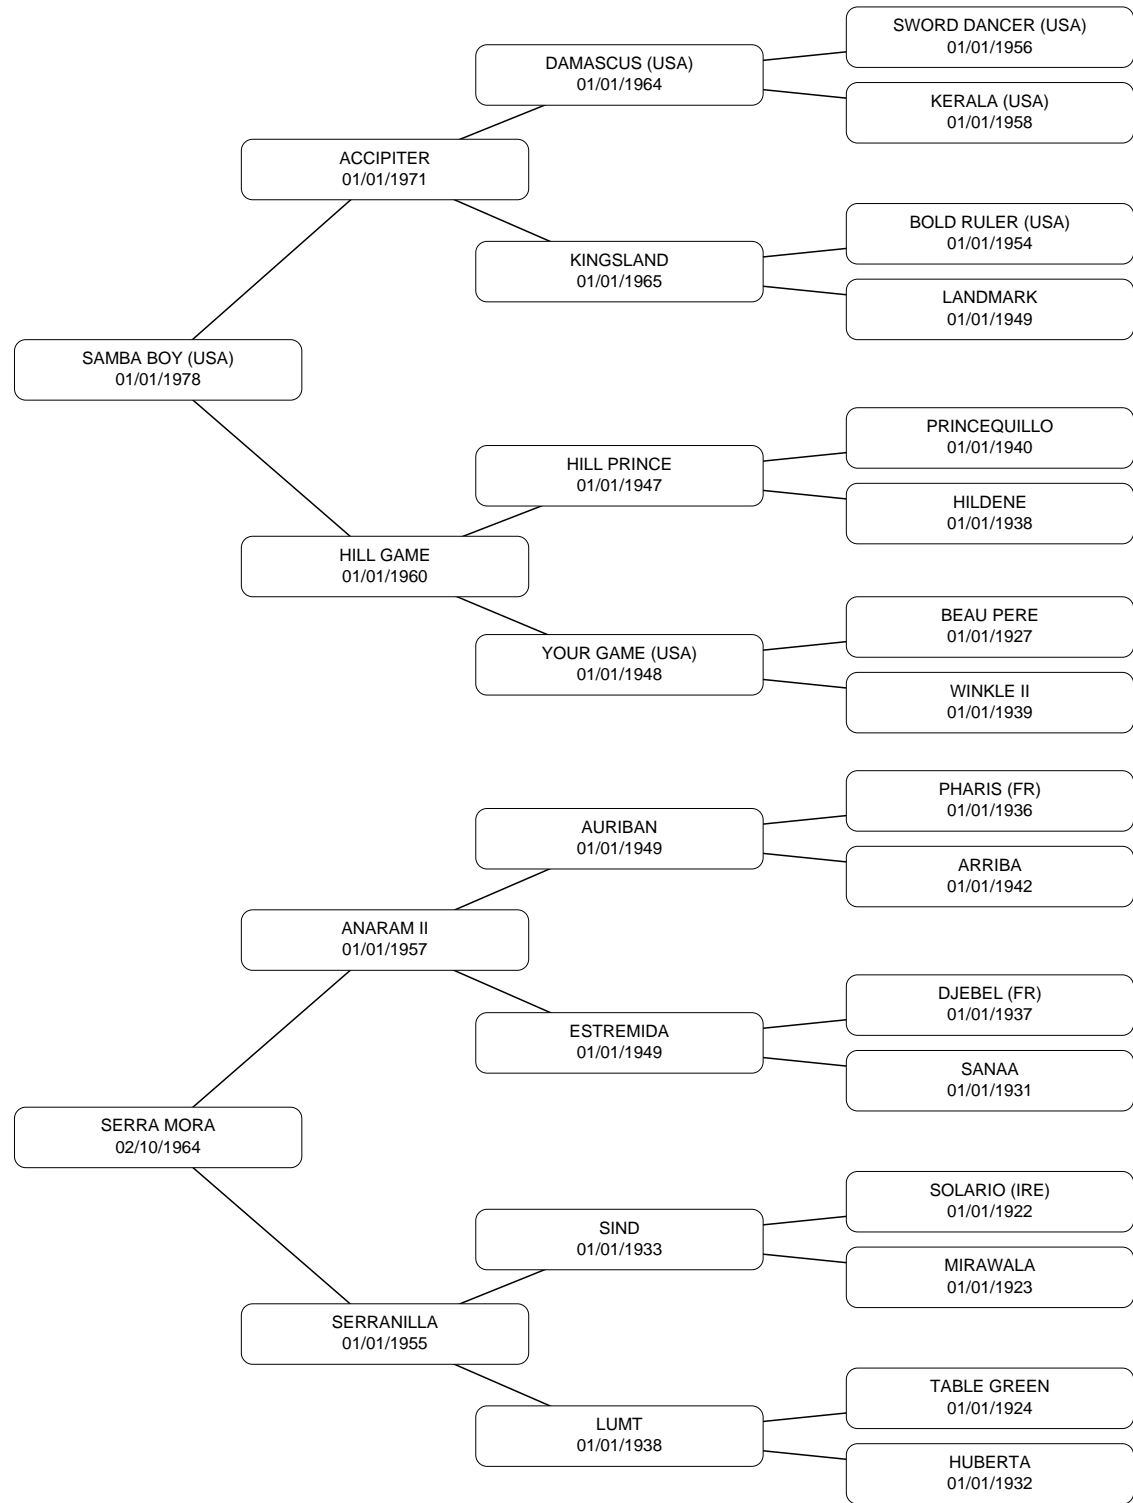 SWORD DANCER (USA)
01/01/1956
DAMASCUS (USA)
01/01/1964
KERALA (USA)
01/01/1958
ACCIPITER
01/01/1971
BOLD RULER (USA)
01/01/1954
KINGSLAND
01/01/1965
LANDMARK
01/01/1949
SAMBA BOY (USA)
01/01/1978
PRINCEQUILLO
01/01/1940
HILL PRINCE
01/01/1947
HILDENE
01/01/1938
HILL GAME
01/01/1960
BEAU PERE
01/01/1927
YOUR GAME (USA)
01/01/1948
WINKLE II
01/01/1939
PHARIS (FR)
01/01/1936
AURIBAN
01/01/1949
ARRIBA
01/01/1942
ANARAM II
01/01/1957
DJEBEL (FR)
01/01/1937
ESTREMIDA
01/01/1949
SANAA
01/01/1931
SERRA MORA
02/10/1964
SOLARIO (IRE)
01/01/1922
SIND
01/01/1933
MIRAWALA
01/01/1923
SERRANILLA
01/01/1955
TABLE GREEN
01/01/1924
LUMT
01/01/1938
HUBERTA
01/01/1932